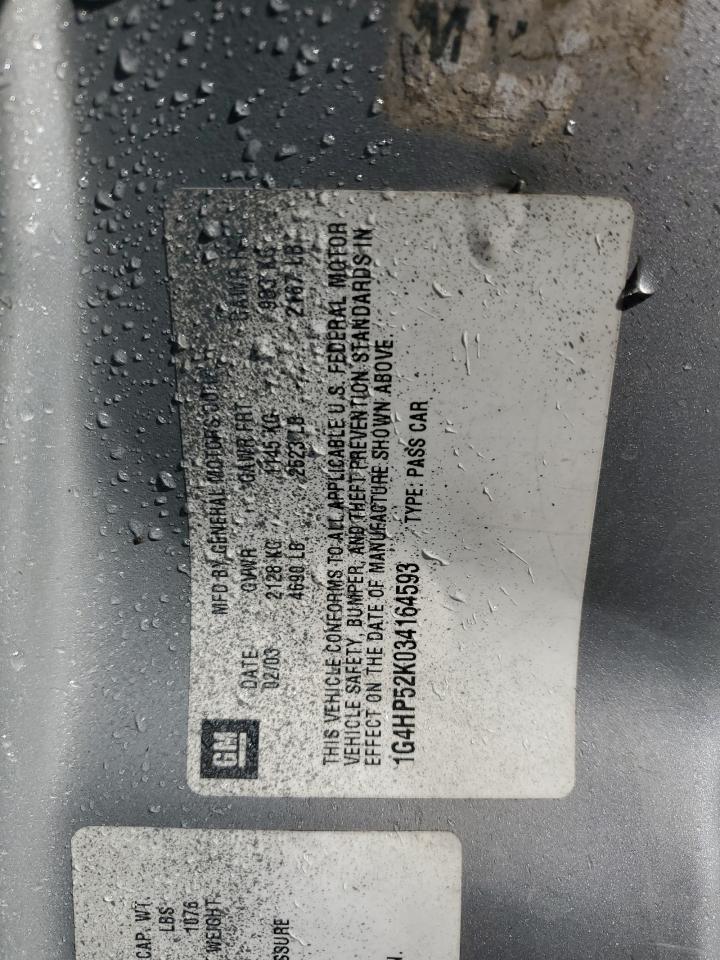 GM
MFD BY GENERAL MOTORS CORP
DATE GVWR GAWR FRT GAWR
02/03 2128 KG 1145 KG 983 KG
4690 LB 2523 LB 2167 LB
THIS VEHICLE CONFORMS TO ALL APPLICABLE U.S. FEDERAL MOTOR
VEHICLE SAFETY, BUMPER, AND THEFT PREVENTION STANDARDS IN
EFFECT ON THE DATE OF MANUFACTURE SHOWN ABOVE.
1G4HP52K034164593 TYPE: PASS CAR
CAP. WT.
LBS
1076
WEIGHT
SSURE
N.